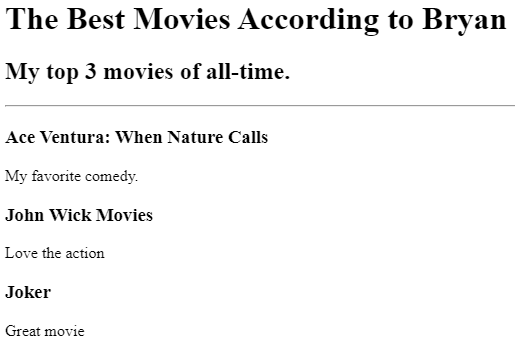 The Best Movies According to Bryan
My top 3 movies of all-time.
Ace Ventura: When Nature Calls
My favorite comedy.
John Wick Movies
Love the action
Joker
Great movie